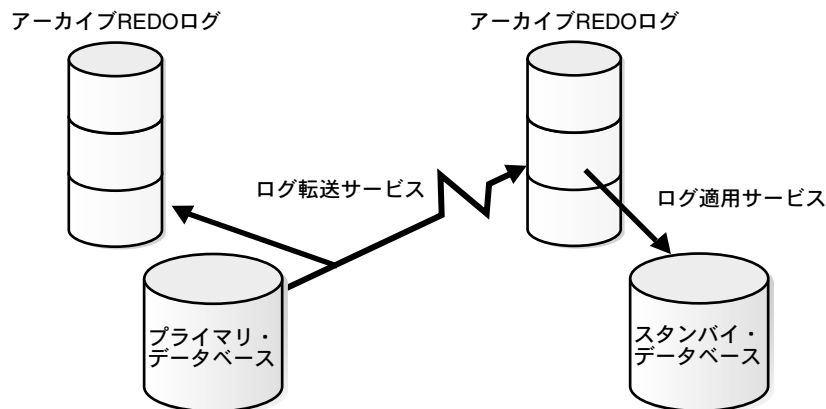 アーカイブREDOログ
アーカイブREDOログ
ログ転送サービス
ログ適用サービス
プライマリ・
データベース
スタンバイ・
データベース